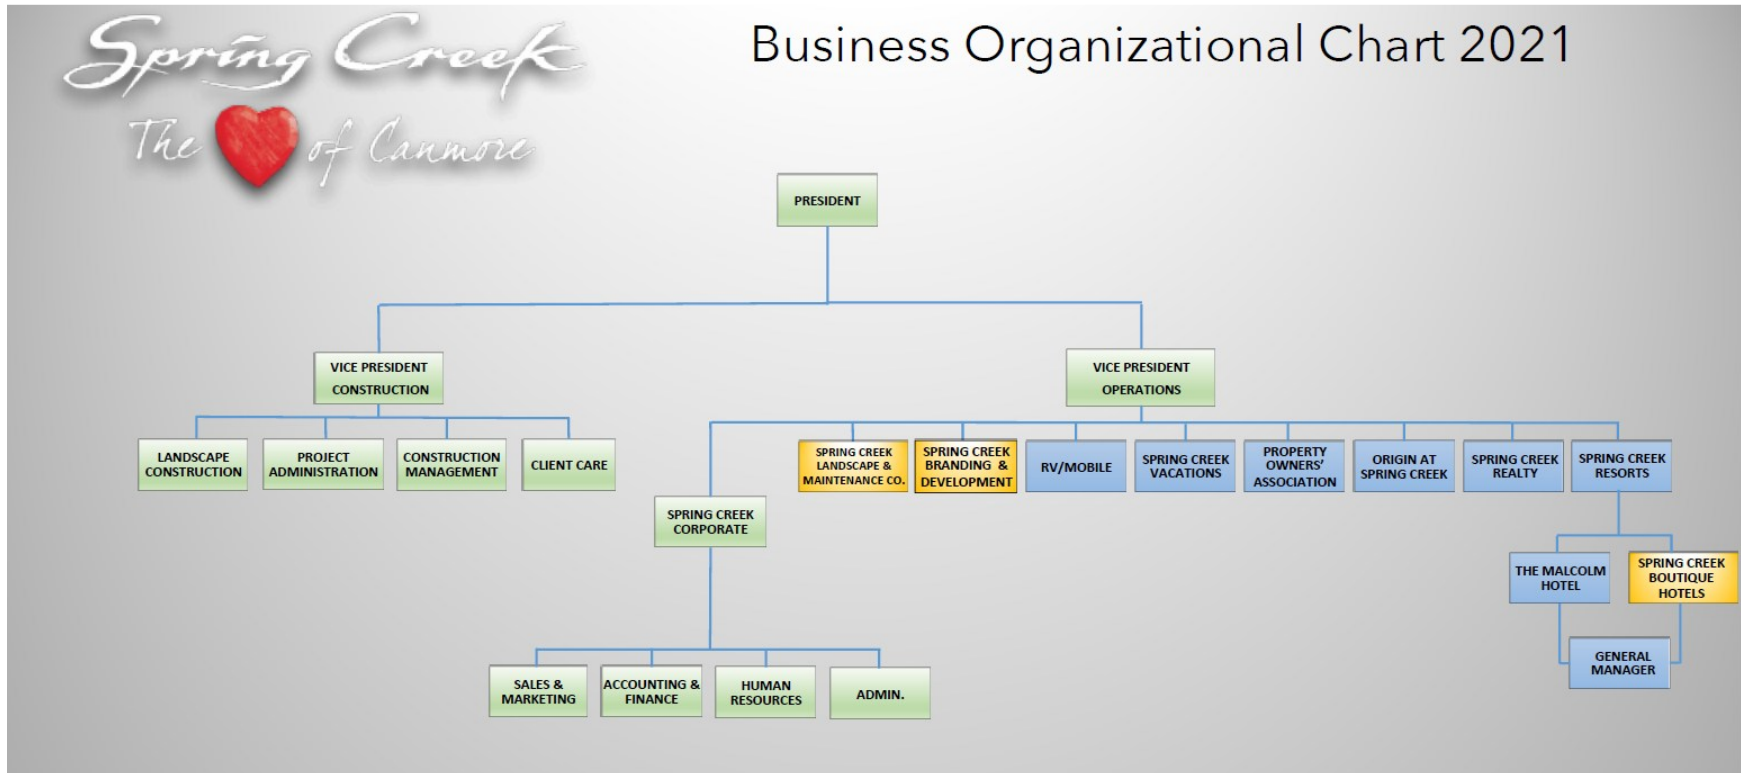 Spring Creek
The of Canmore
Business Organizational Chart 2021
PRESIDENT
VICE PRESIDENT
CONSTRUCTION
VICE PRESIDENT
OPERATIONS
LANDSCAPE
CONSTRUCTION
PROJECT
ADMINISTRATION
CONSTRUCTION
MANAGEMENT
CLIENT CARE
SPRING CREEK
LANDSCAPE &
MAINTENANCE CO.
SPRING CREEK
BRANDING &
DEVELOPMENT
RV/MOBILE
SPRING CREEK
VACATIONS
PROPERTY
OWNERS'
ASSOCIATION
ORIGIN AT
SPRING CREEK
SPRING CREEK
REALTY
SPRING CREEK
RESORTS
SPRING CREEK
CORPORATE
THE MALCOLM
HOTEL
SPRING CREEK
BOUTIQUE
HOTELS
GENERAL
MANAGER
SALES &
MARKETING
ACCOUNTING &
FINANCE
HUMAN
RESOURCES
ADMIN.